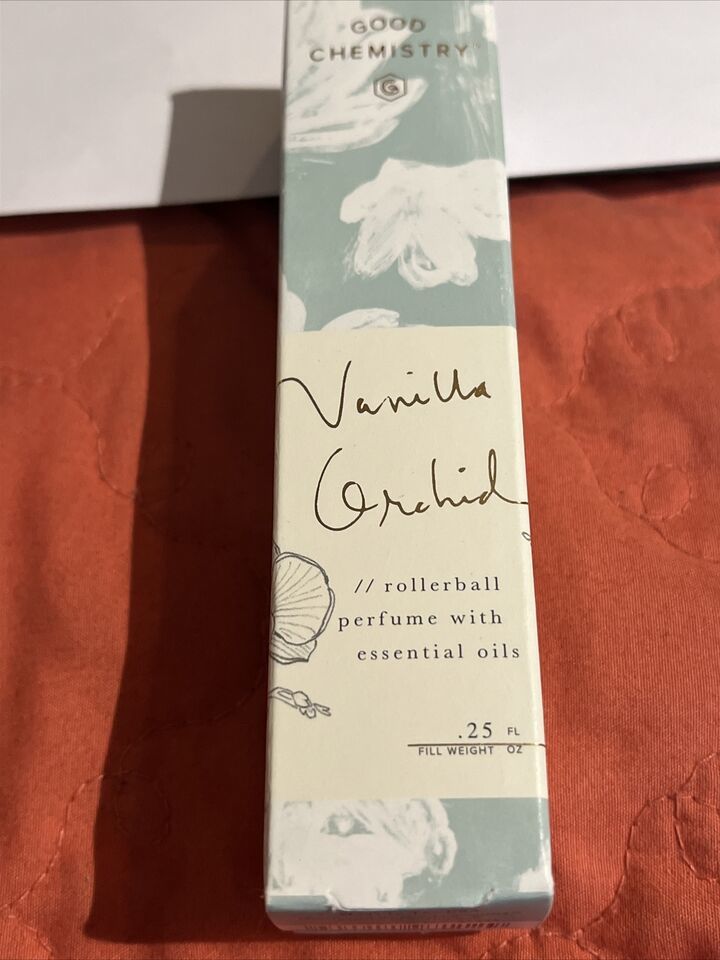 GOOD
CHEMISTRY
G
Vanilla
Orchid
// rollerball
perfume with
essential oils
.25 FL
FILL WEIGHT OZ